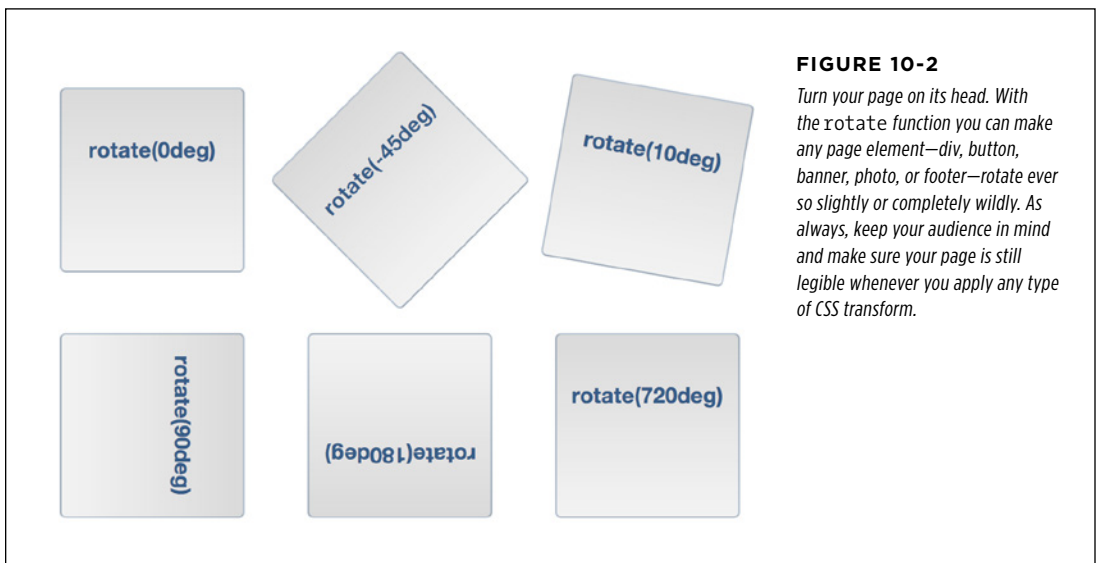 rotate(0deg)
rotate(-45deg)
rotate(10deg)
rotate(90deg)
rotate(180deg)
rotate(720deg)
FIGURE 10-2
Turn your page on its head. With
the rotate function you can make
any page element—div, button,
banner, photo, or footer—rotate ever
so slightly or completely wildly. As
always, keep your audience in mind
and make sure your page is still
legible whenever you apply any type
of CSS transform.